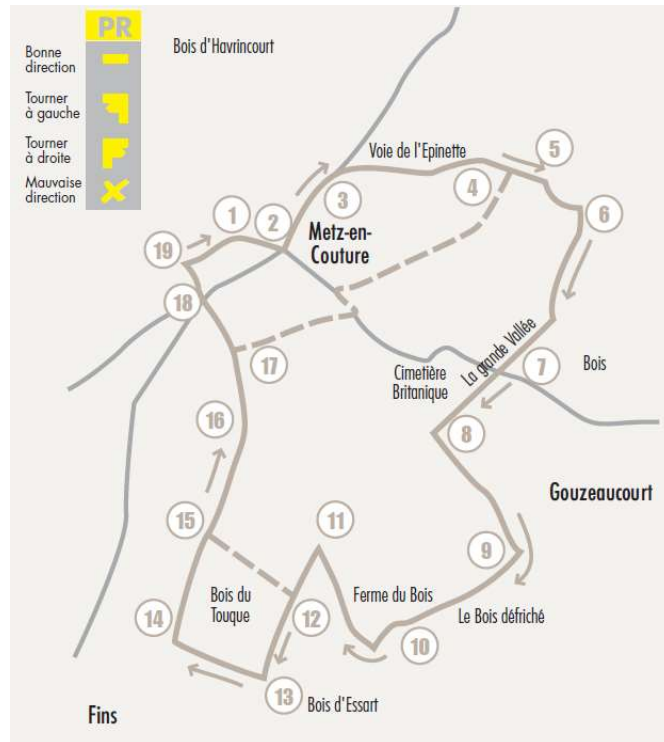 PR
Bonne
direction
Tourner
à gauche
Tourner
à droite
Mauvaise
direction
Bois d'Havrincourt
Voie de l'Epinette
5
4
6
3
1
2
Metz-en-
Couture
19
18
17
La grande Vallée
Cimetière
Britanique
7
Bois
16
8
Gouzeaucourt
15
11
9
Bois du
Touque
Ferme du Bois
14
12
Le Bois défriché
10
13
Bois d'Essart
Fins